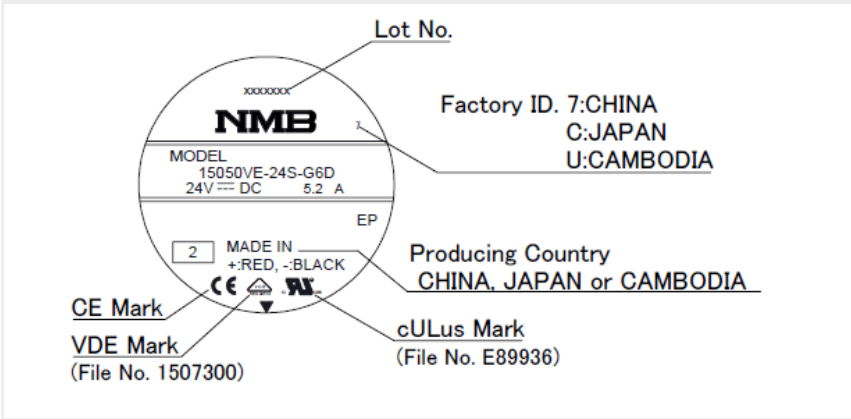 Lot No.
xxxxxxx
NMB
7
Factory ID. 7:CHINA
C:JAPAN
U:CAMBODIA
MODEL
15050VE-24S-G6D
24V ⎓ DC 5.2 A
EP
2
MADE IN
+:RED, -:BLACK
Producing Country
CHINA, JAPAN or CAMBODIA
CE
CE Mark
VDE Mark
(File No. 1507300)
cULus Mark
(File No. E89936)